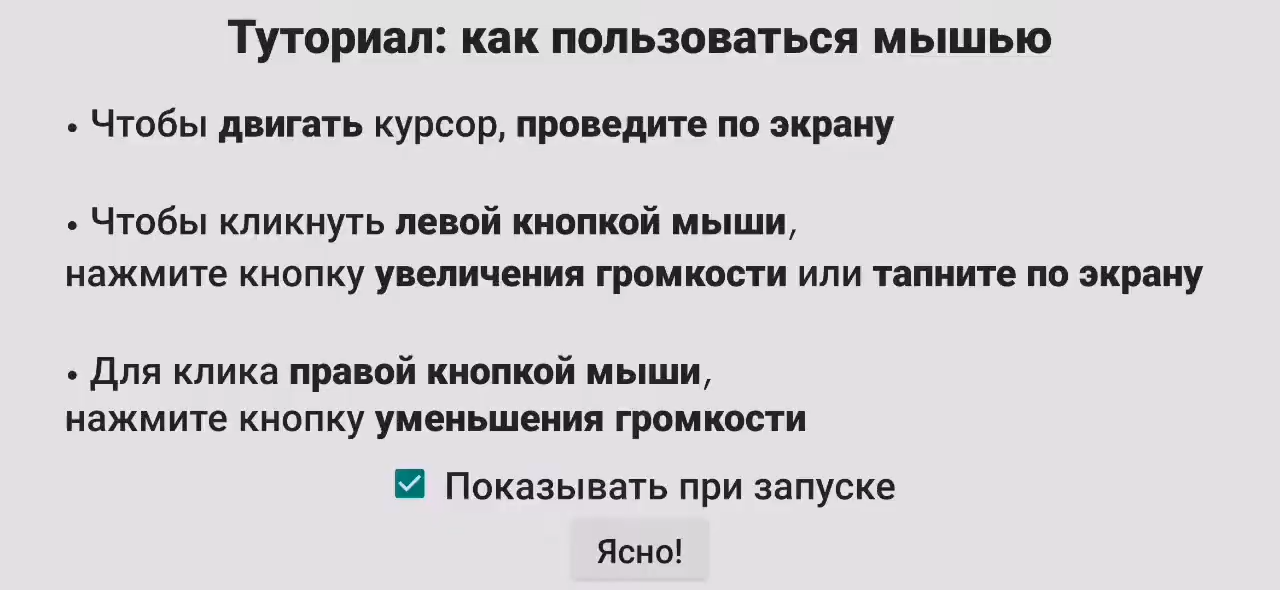 Туториал: как пользоваться мышью
• Чтобы двигать курсор, проведите по экрану
• Чтобы кликнуть левой кнопкой мыши,
нажмите кнопку увеличения громкости или тапните по экрану
• Для клика правой кнопкой мыши,
нажмите кнопку уменьшения громкости
Показывать при запуске
Ясно!